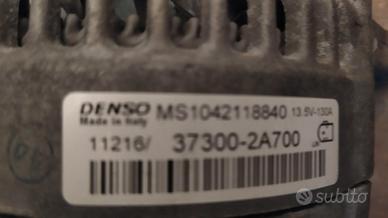 DENSO MS1042118840 13.5V-130A
Made in Italy
11216/ 37300-2A700
subito